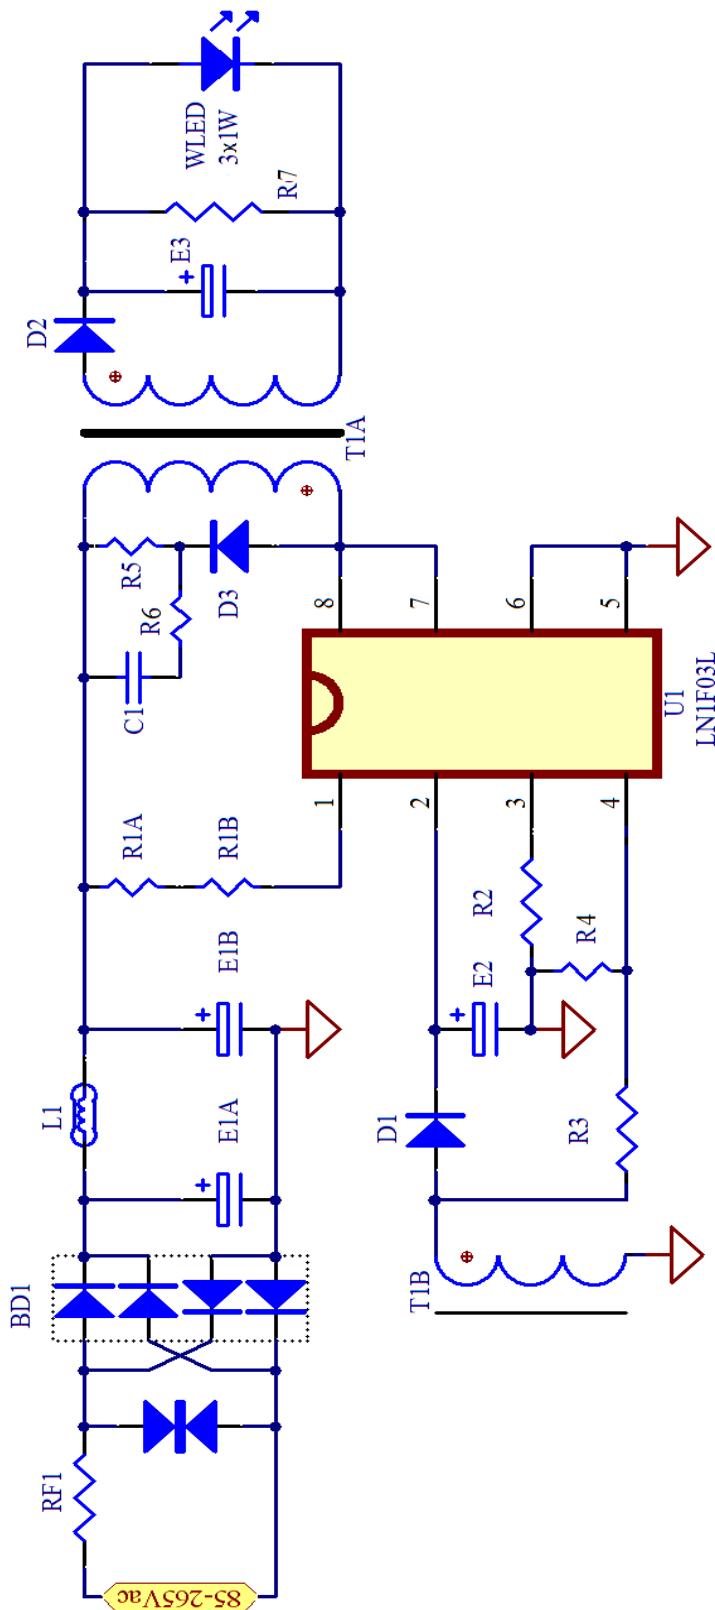 WLED
3x1W
R7
E3
D2
T1A
R5
R6
D3
C1
8
7
6
5
U1
LN1F03L
1
2
3
4
R1A
R1B
R2
R4
E1B
E2
L1
E1A
D1
R3
BD1
T1B
RF1
85-265Vac